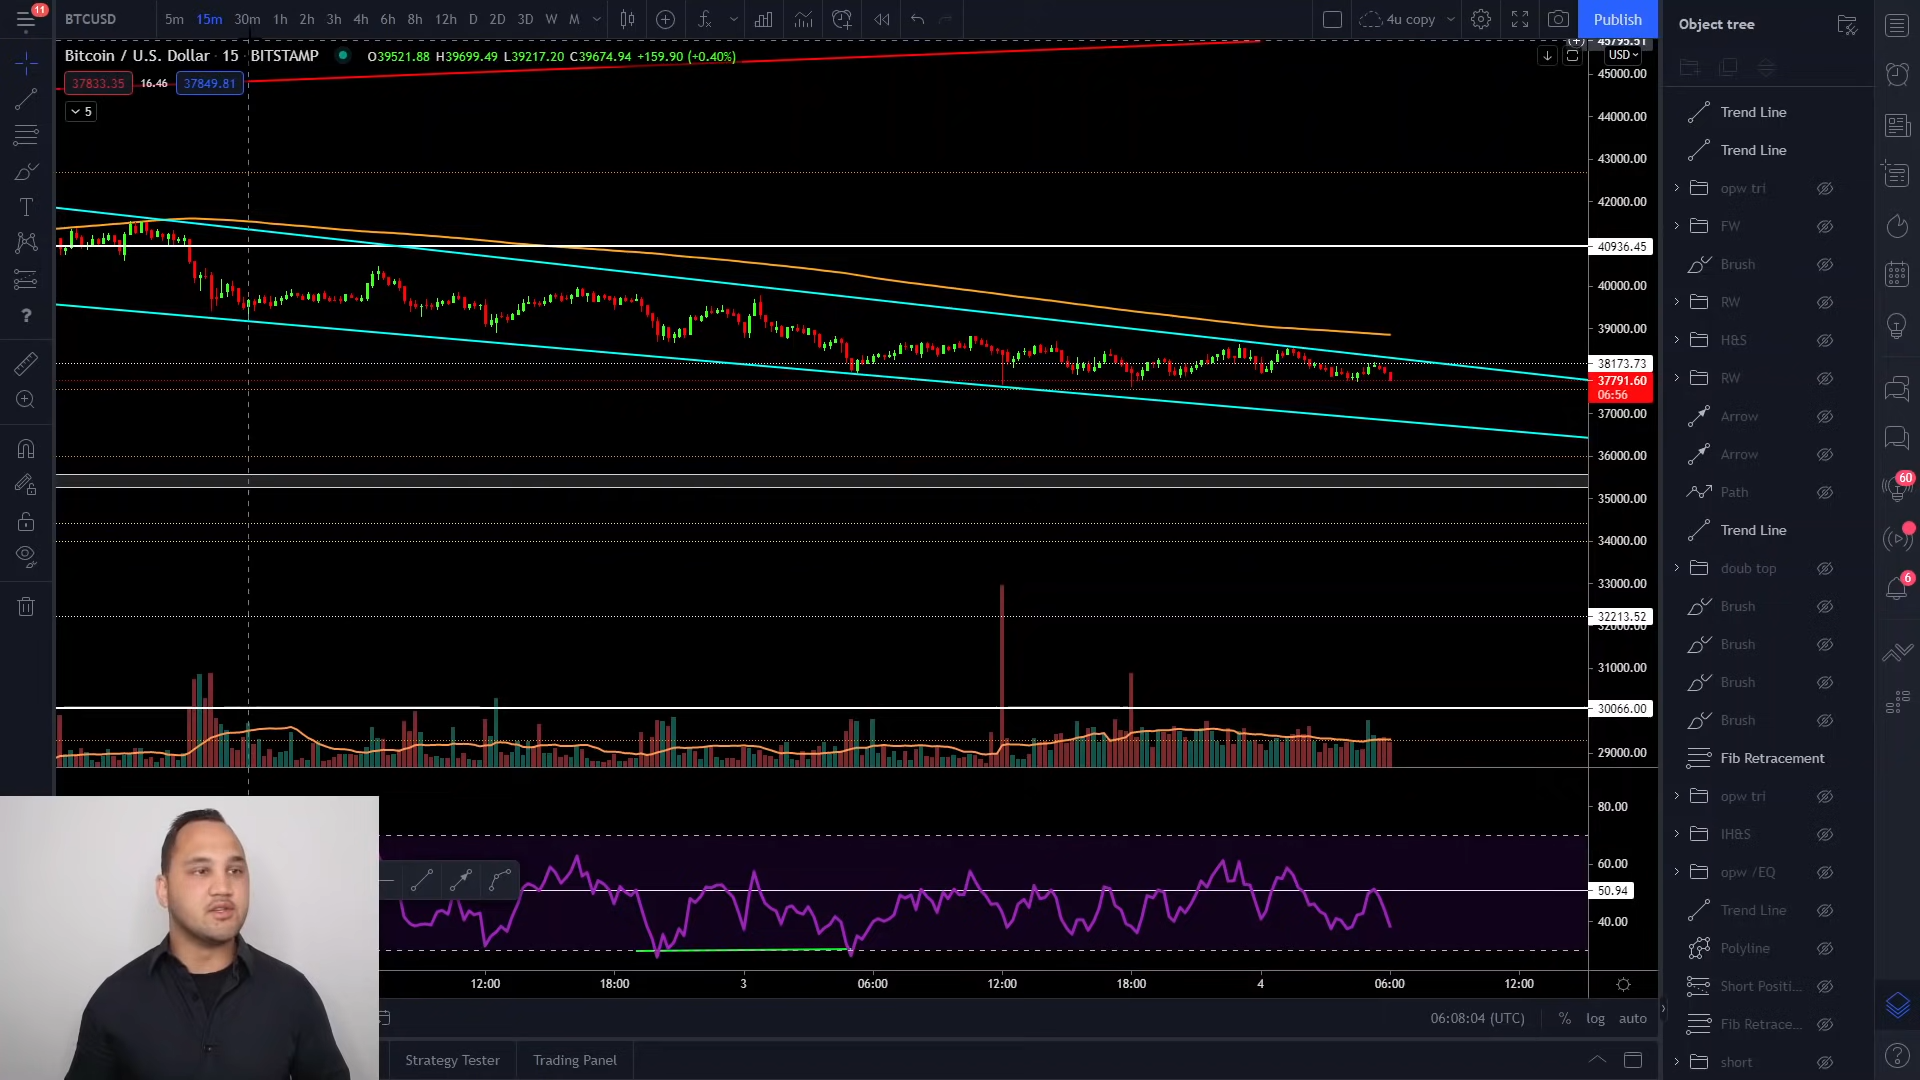 11
BTCUSD 5m 15m 30m 1h 2h 3h 4h 6h 8h 12h D 2D 3D W M
4u copy Publish
Object tree
Bitcoin / U.S. Dollar · 15 · BITSTAMP O39521.88 H39699.49 L39217.20 C39674.94 +159.90 (+0.40%)
37833.35 16.46 37849.81
5
45795.51
USD
45000.00
44000.00
43000.00
42000.00
40936.45
40000.00
39000.00
38173.73
37791.60
06:56
37000.00
36000.00
35000.00
34000.00
33000.00
32213.52
32000.00
31000.00
30066.00
29000.00
80.00
60.00
50.94
40.00
12:00 18:00 3 06:00 12:00 18:00 4 06:00 12:00
06:08:04 (UTC) % log auto
Strategy Tester Trading Panel
Trend Line
Trend Line
opw tri
FW
Brush
RW
H&S
RW
Arrow
Arrow
Path
Trend Line
doub top
Brush
Brush
Brush
Brush
Fib Retracement
opw tri
IH&S
opw /EQ
Trend Line
Polyline
Short Positi...
Fib Retrace...
short
60
6